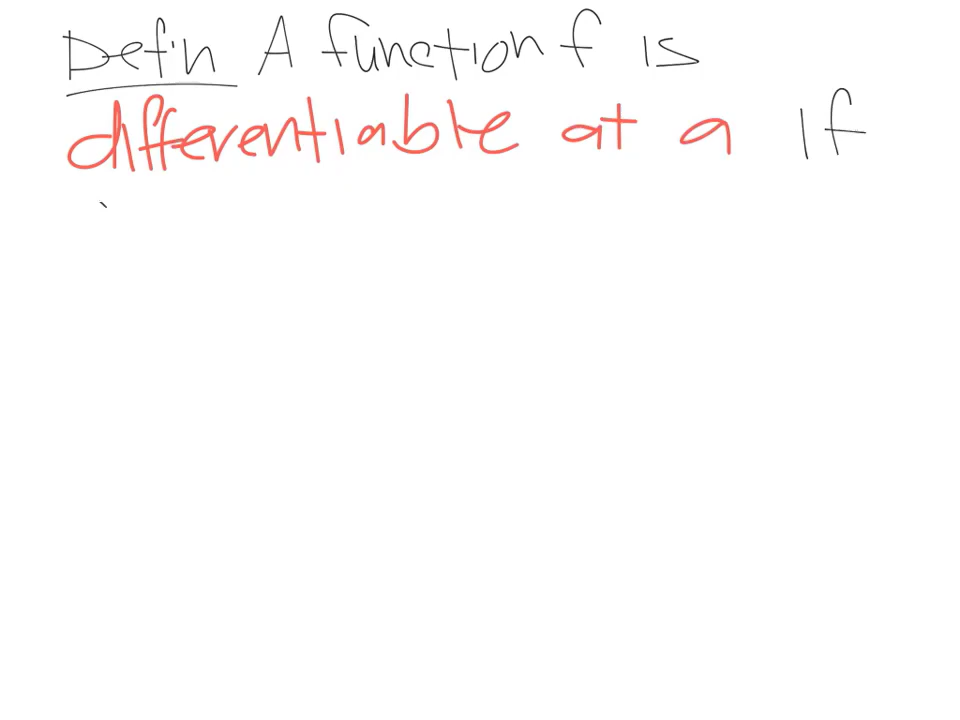 Def'n A function f is
differentiable at a if